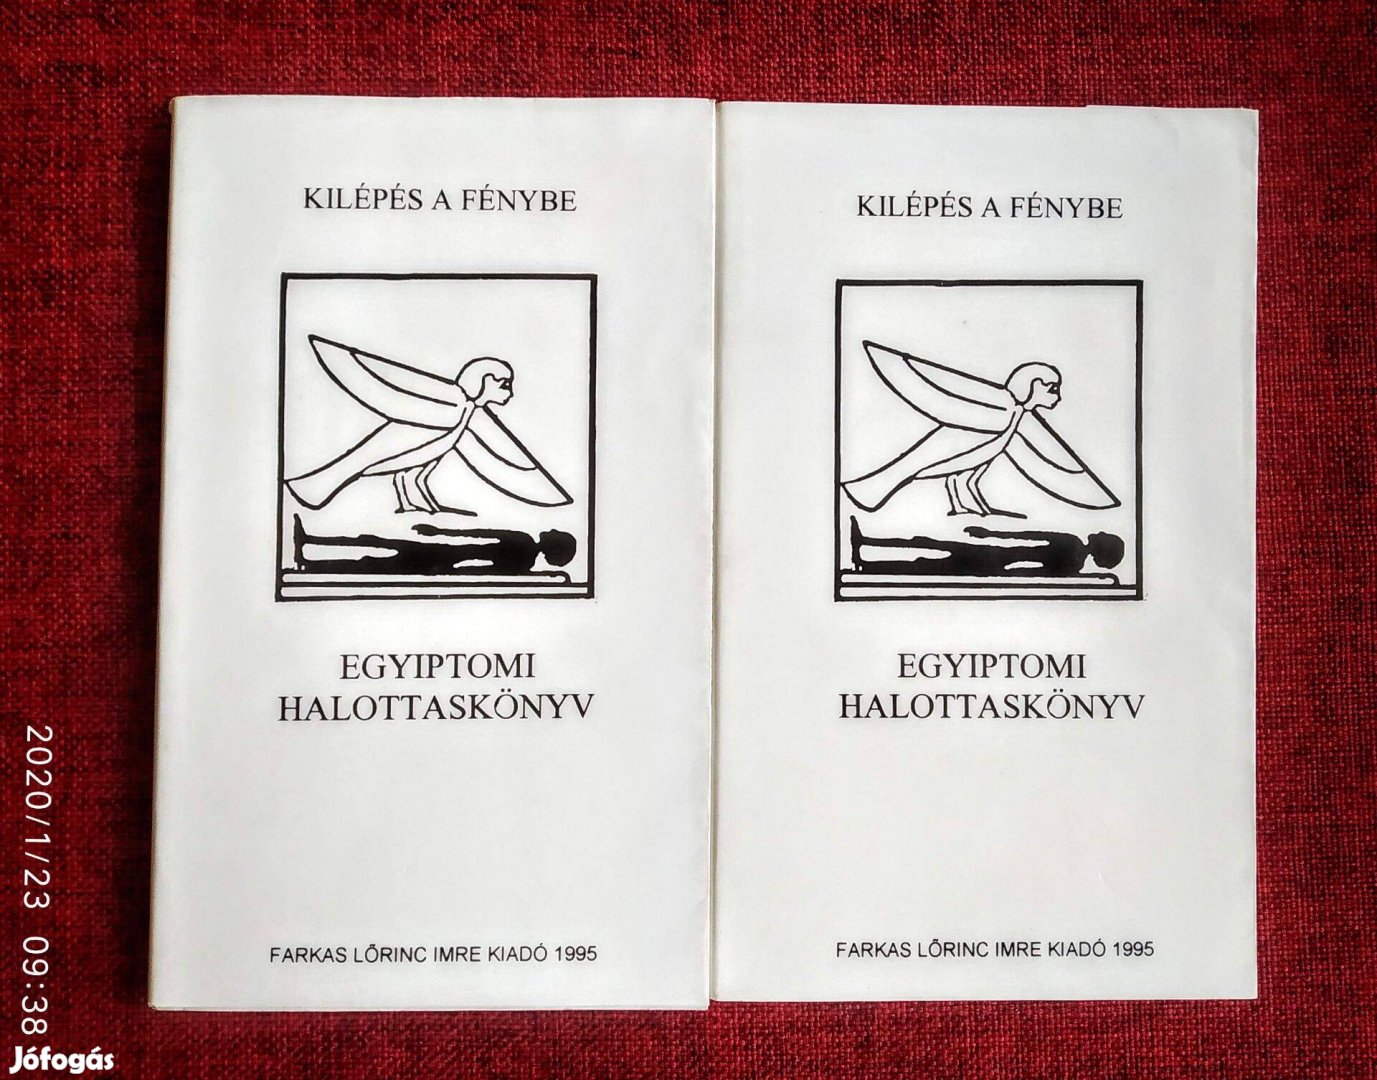 KILÉPÉS A FÉNYBE
EGYIPTOMI
HALOTTASKÖNYV
FARKAS LŐRINC IMRE KIADÓ 1995
KILÉPÉS A FÉNYBE
EGYIPTOMI
HALOTTASKÖNYV
FARKAS LŐRINC IMRE KIADÓ 1995
2020/1/23 09:38
Jófogás